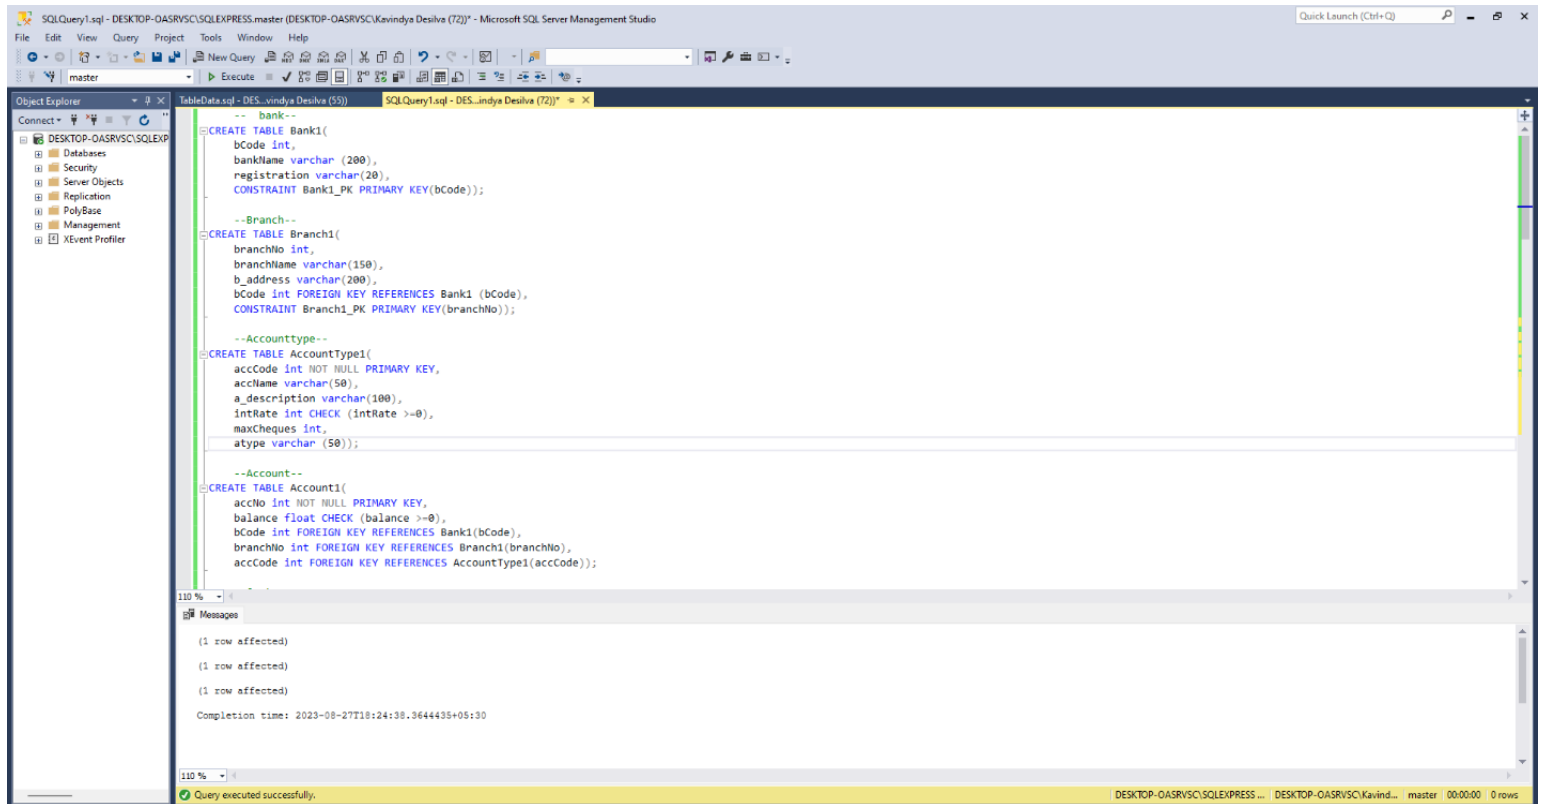 SQLQuery1.sql - DESKTOP-OASRVSC\SQLEXPRESS.master (DESKTOP-OASRVSC\Kavindya Desilva (72))* - Microsoft SQL Server Management Studio
Quick Launch (Ctrl+Q)
File Edit View Query Project Tools Window Help
New Query
master
Execute
Object Explorer
TableData.sql - DES...vindya Desilva (55))
SQLQuery1.sql - DES...indya Desilva (72))*
Connect
DESKTOP-OASRVSC\SQLEXP
Databases
Security
Server Objects
Replication
PolyBase
Management
XEvent Profiler
-- bank--
CREATE TABLE Bank1(
bCode int,
bankName varchar (200),
registration varchar(20),
CONSTRAINT Bank1_PK PRIMARY KEY(bCode));
--Branch--
CREATE TABLE Branch1(
branchNo int,
branchName varchar(150),
b_address varchar(200),
bCode int FOREIGN KEY REFERENCES Bank1 (bCode),
CONSTRAINT Branch1_PK PRIMARY KEY(branchNo));
--Accounttype--
CREATE TABLE AccountType1(
accCode int NOT NULL PRIMARY KEY,
accName varchar(50),
a_description varchar(100),
intRate int CHECK (intRate >=0),
maxCheques int,
atype varchar (50));
--Account--
CREATE TABLE Account1(
accNo int NOT NULL PRIMARY KEY,
balance float CHECK (balance >=0),
bCode int FOREIGN KEY REFERENCES Bank1(bCode),
branchNo int FOREIGN KEY REFERENCES Branch1(branchNo),
accCode int FOREIGN KEY REFERENCES AccountType1(accCode));
110 %
Messages
(1 row affected)
(1 row affected)
(1 row affected)
Completion time: 2023-08-27T18:24:38.3644435+05:30
110 %
Query executed successfully.
DESKTOP-OASRVSC\SQLEXPRESS ... DESKTOP-OASRVSC\Kavind... master 00:00:00 0 rows